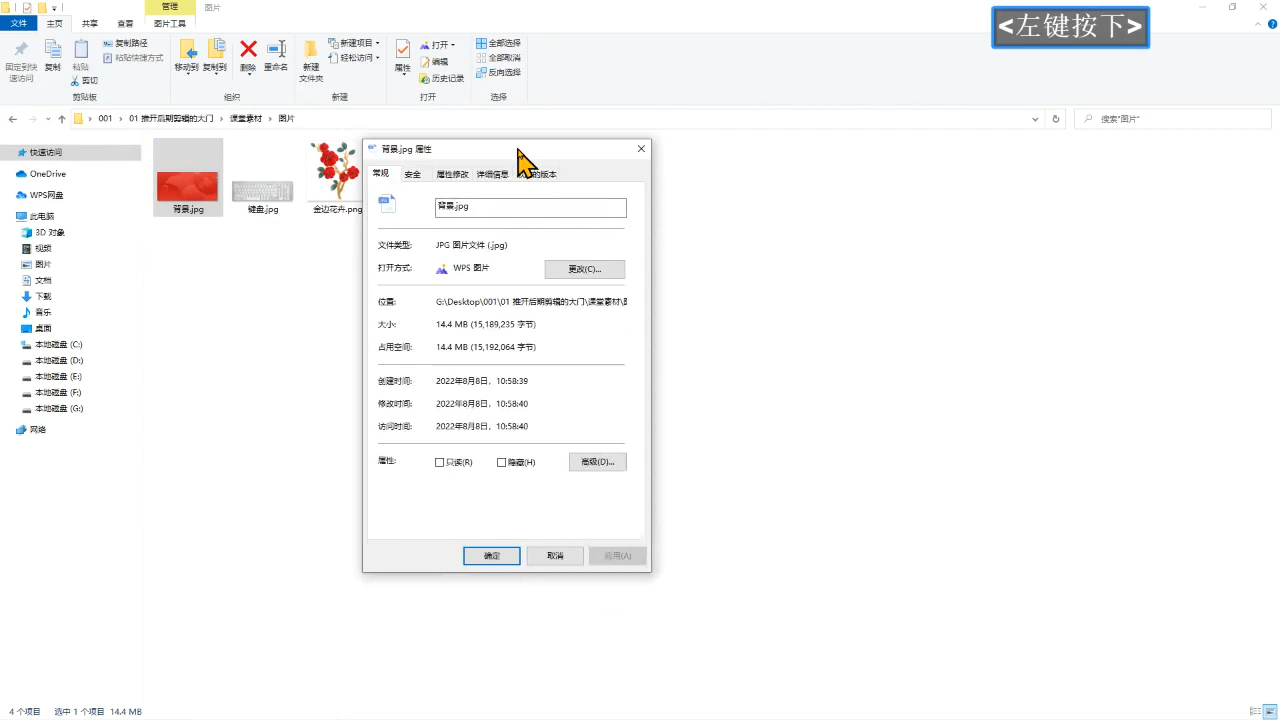 管理
图片
<左键按下>
文件
主页
共享
查看
图片工具
固定到快速访问
复制
粘贴
复制路径
粘贴快捷方式
剪切
剪贴板
移动到
复制到
删除
重命名
组织
新建
文件夹
新建项目
轻松访问
新建
属性
打开
编辑
历史记录
打开
全部选择
全部取消
反向选择
选择
001
01 推开后期剪辑的大门
课堂素材
图片
搜索"图片"
快速访问
OneDrive
WPS网盘
此电脑
3D 对象
视频
图片
文档
下载
音乐
桌面
本地磁盘 (C:)
本地磁盘 (D:)
本地磁盘 (E:)
本地磁盘 (F:)
本地磁盘 (G:)
网络
背景.jpg
键盘.jpg
金边花卉.png
背景.jpg 属性
常规
安全
属性修改
详细信息
的版本
JPG
背景.jpg
文件类型:
JPG 图片文件 (.jpg)
打开方式:
WPS 图片
更改(C)...
位置:
G:\Desktop\001\01 推开后期剪辑的大门\课堂素材\
大小:
14.4 MB (15,189,235 字节)
占用空间:
14.4 MB (15,192,064 字节)
创建时间:
2022年8月8日，10:58:39
修改时间:
2022年8月8日，10:58:40
访问时间:
2022年8月8日，10:58:40
属性:
只读(R)
隐藏(H)
高级(D)...
确定
取消
应用(A)
4 个项目
选中 1 个项目
14.4 MB